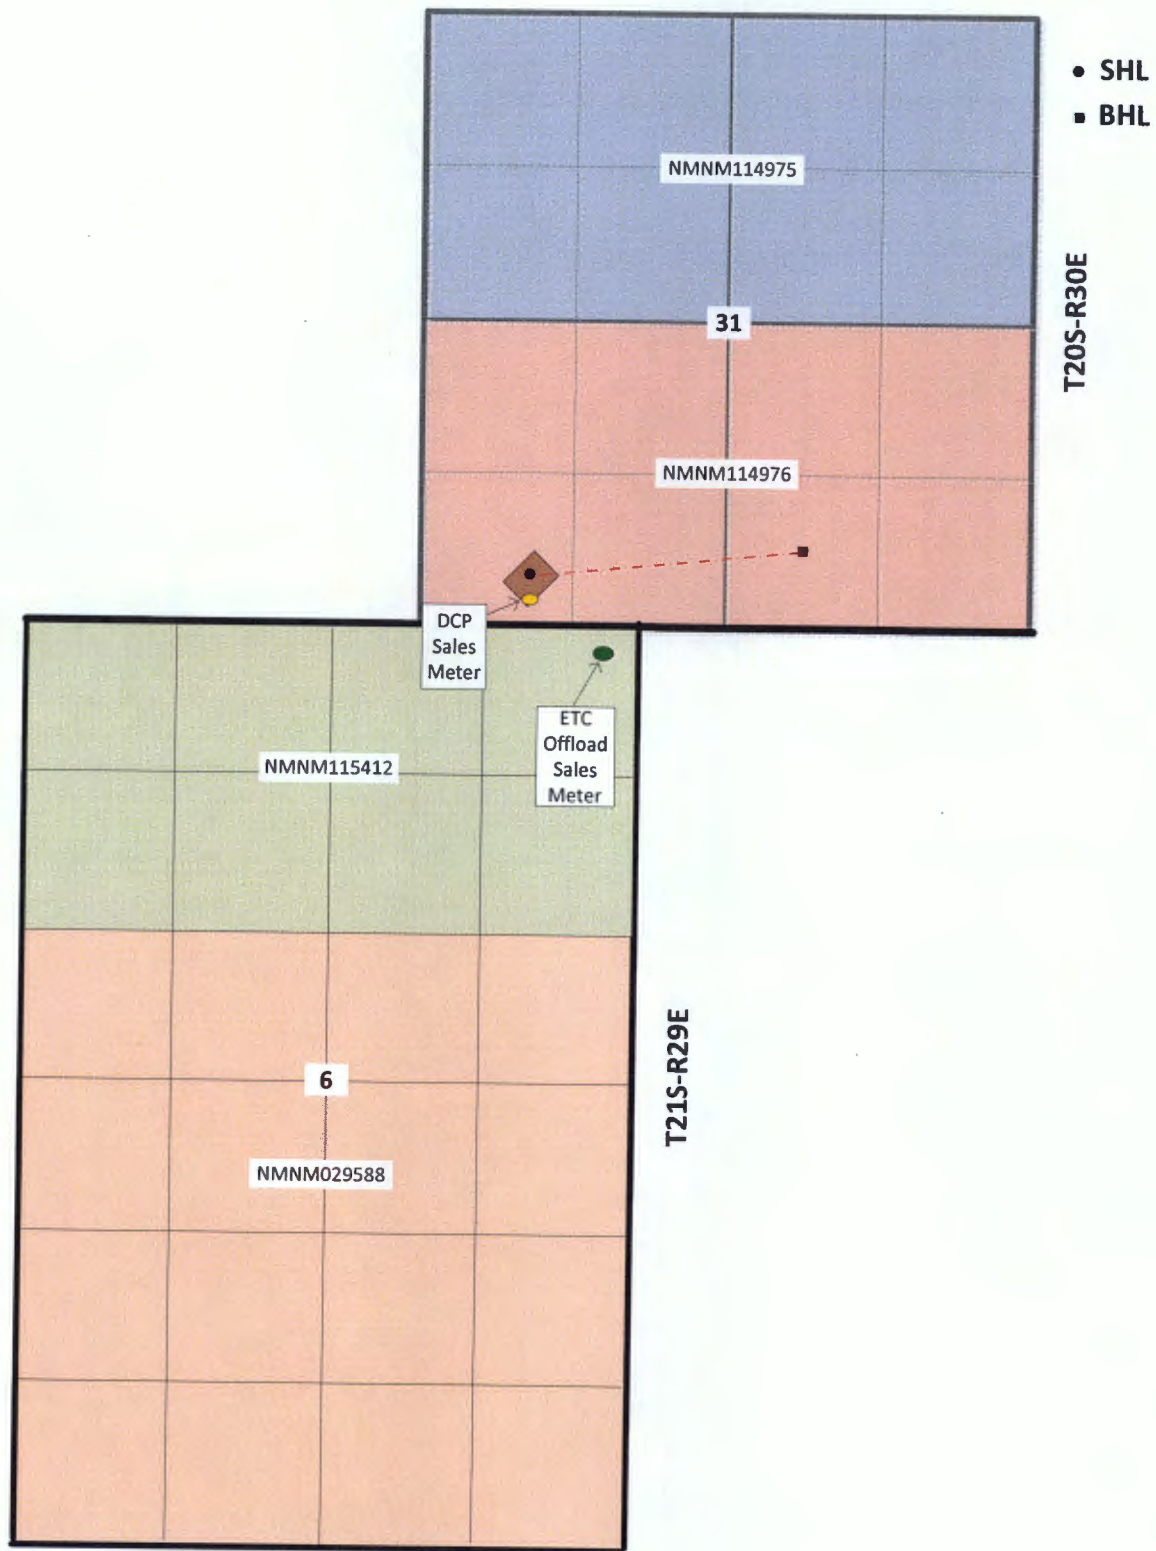 SHL
BHL
NMNM114975
T20S-R30E
31
NMNM114976
DCP
Sales
Meter
ETC
Offload
Sales
Meter
NMNM115412
T21S-R29E
6
NMNM029588